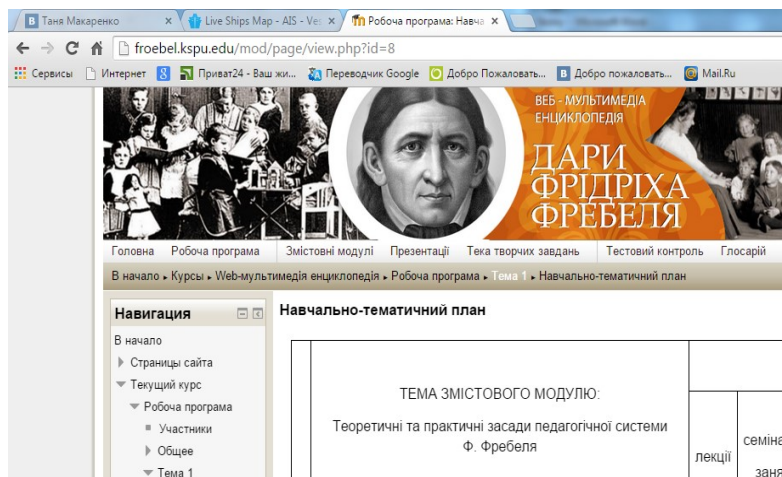 Таня Макаренко
Live Ships Map - AIS - Ve
Робоча програма: Навча
froebel.kspu.edu/mod/page/view.php?id=8
Сервисы Интернет Приват24 - Ваш жи... Переводчик Google Добро Пожаловать... Добро пожаловать... Mail.Ru
ВЕБ - МУЛЬТИМЕДІА
ЕНЦИКЛОПЕДІЯ
ДАРИ
ФРІДРІХА
ФРЕБЕЛЯ
Головна Робоча програма Змістовні модулі Презентації Тека творчих завдань Тестовий контроль Глосарій
В начало ▸ Курсы ▸ Web-мультимедія енциклопедія ▸ Робоча програма ▸ Тема 1 ▸ Навчально-тематичний план
Навигация
В начало
Страницы сайта
Текущий курс
Робоча програма
Участники
Общее
Тема 1
Навчально-тематичний план
ТЕМА ЗМІСТОВОГО МОДУЛЮ:
Теоретичні та практичні засади педагогічної системи
Ф. Фребеля
лекції
семіна
заня